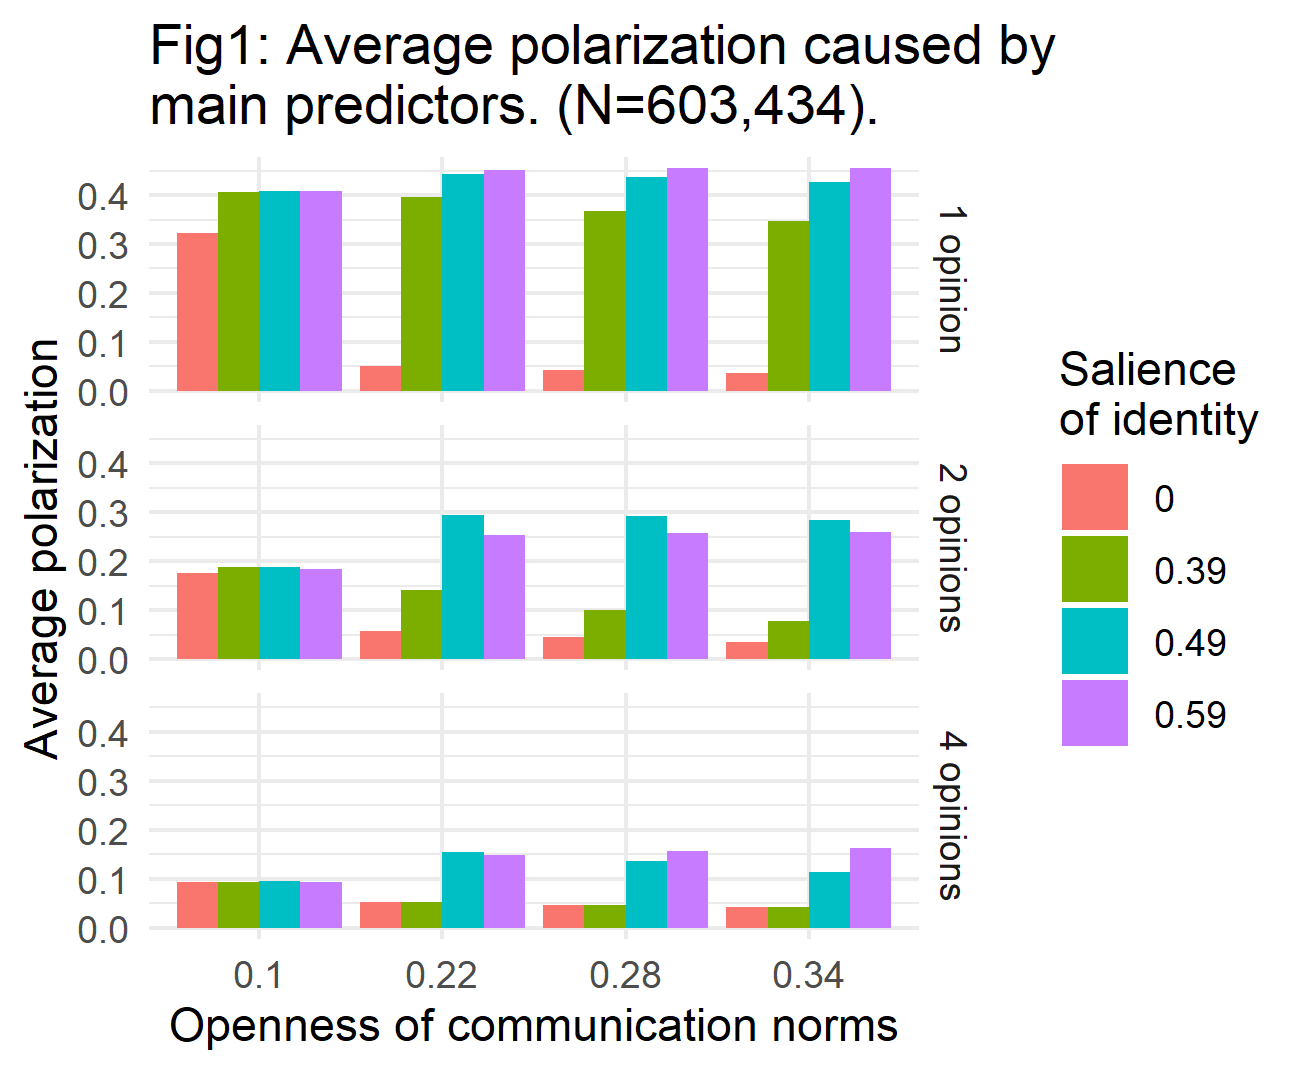 Fig1: Average polarization caused by
main predictors. (N=603,434).
Average polarization
0.4
0.3
0.2
0.1
0.0
1 opinion
0.4
0.3
0.2
0.1
0.0
2 opinions
0.4
0.3
0.2
0.1
0.0
4 opinions
0.1
0.22
0.28
0.34
Openness of communication norms
Salience
of identity
0
0.39
0.49
0.59